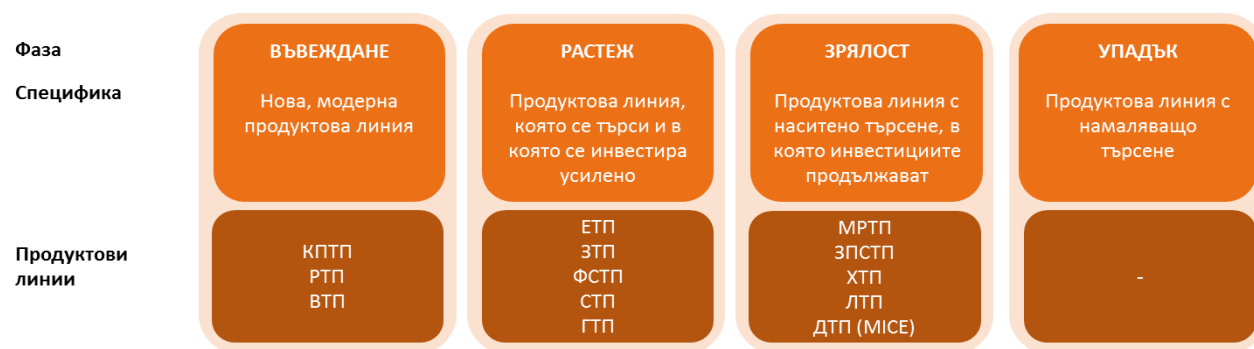 Фаза
ВЪВЕЖДАНЕ
РАСТЕЖ
ЗРЯЛОСТ
УПАДЪК
Специфика
Нова, модерна
продуктова линия
Продуктова линия,
която се търси и в
която се инвестира
усилено
Продуктова линия с
наситено търсене, в
която инвестициите
продължават
Продуктова линия с
намаляващо
търсене
Продуктови
линии
КПТП
РТП
ВТП
ЕТП
ЗТП
ФСТП
СТП
ГТП
МРТП
ЗПСТП
ХТП
ЛТП
ДТП (MICE)
-